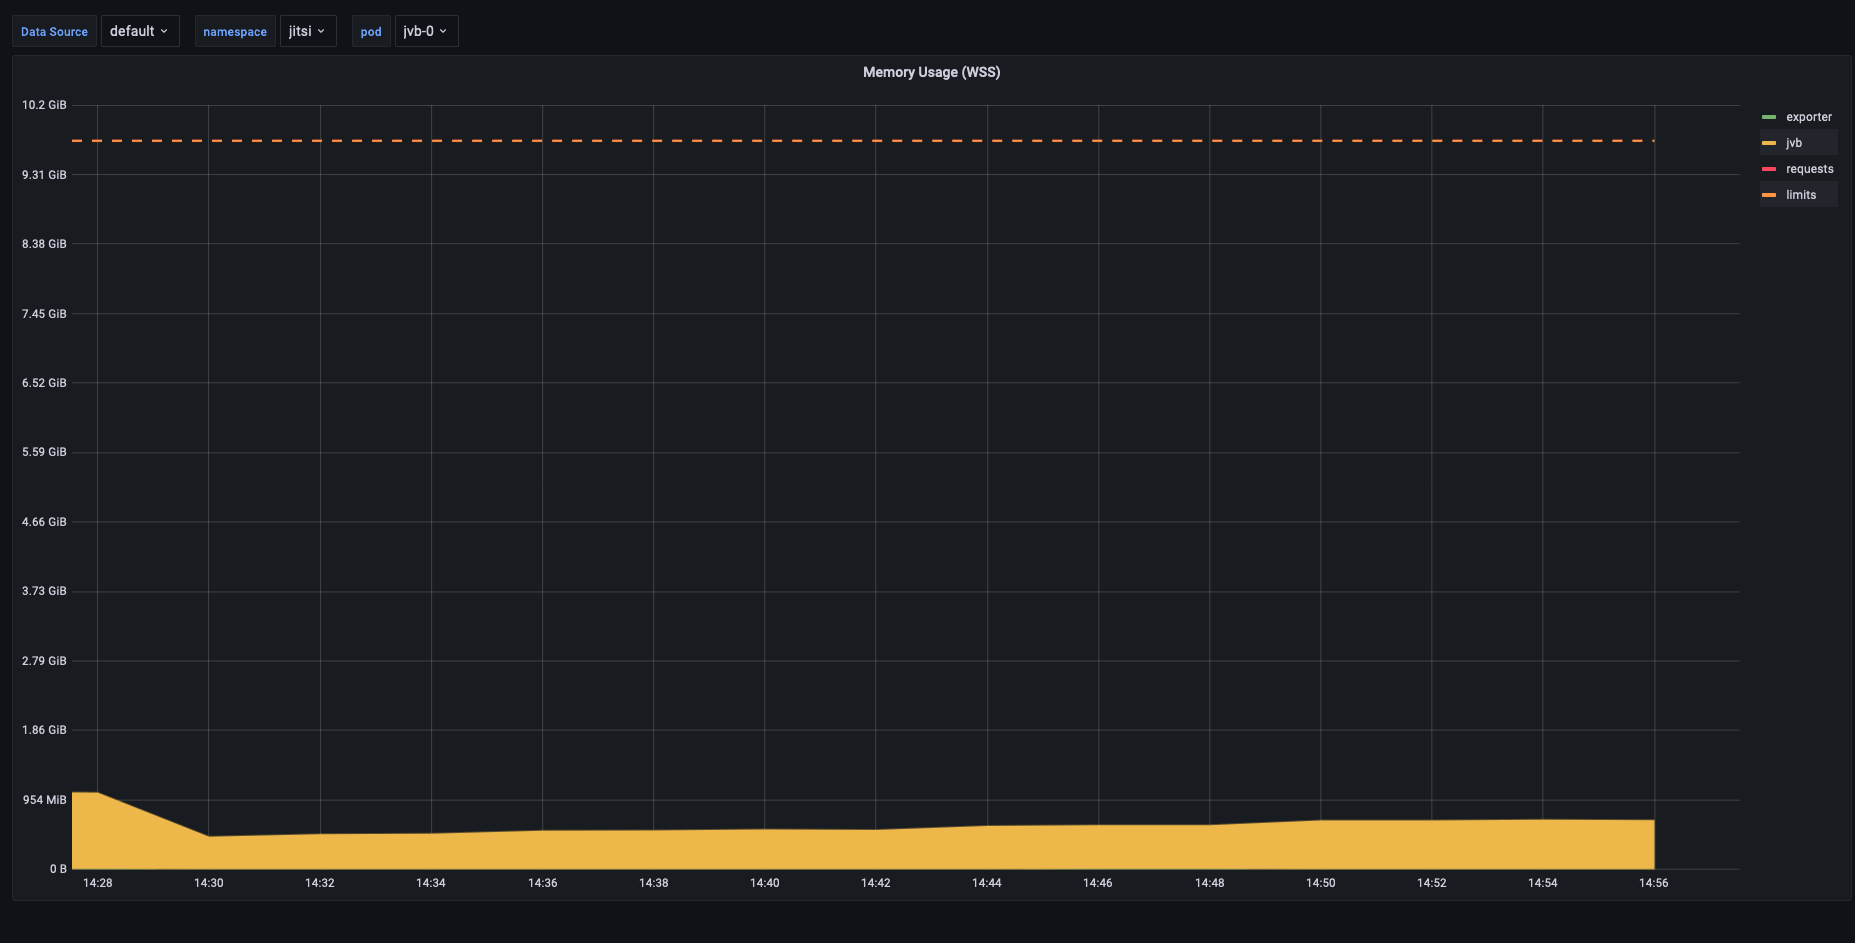 Data Source default namespace jitsi pod jvb-0
Memory Usage (WSS)
10.2 GiB
9.31 GiB
8.38 GiB
7.45 GiB
6.52 GiB
5.59 GiB
4.66 GiB
3.73 GiB
2.79 GiB
1.86 GiB
954 MiB
0 B
14:28 14:30 14:32 14:34 14:36 14:38 14:40 14:42 14:44 14:46 14:48 14:50 14:52 14:54 14:56
exporter
jvb
requests
limits